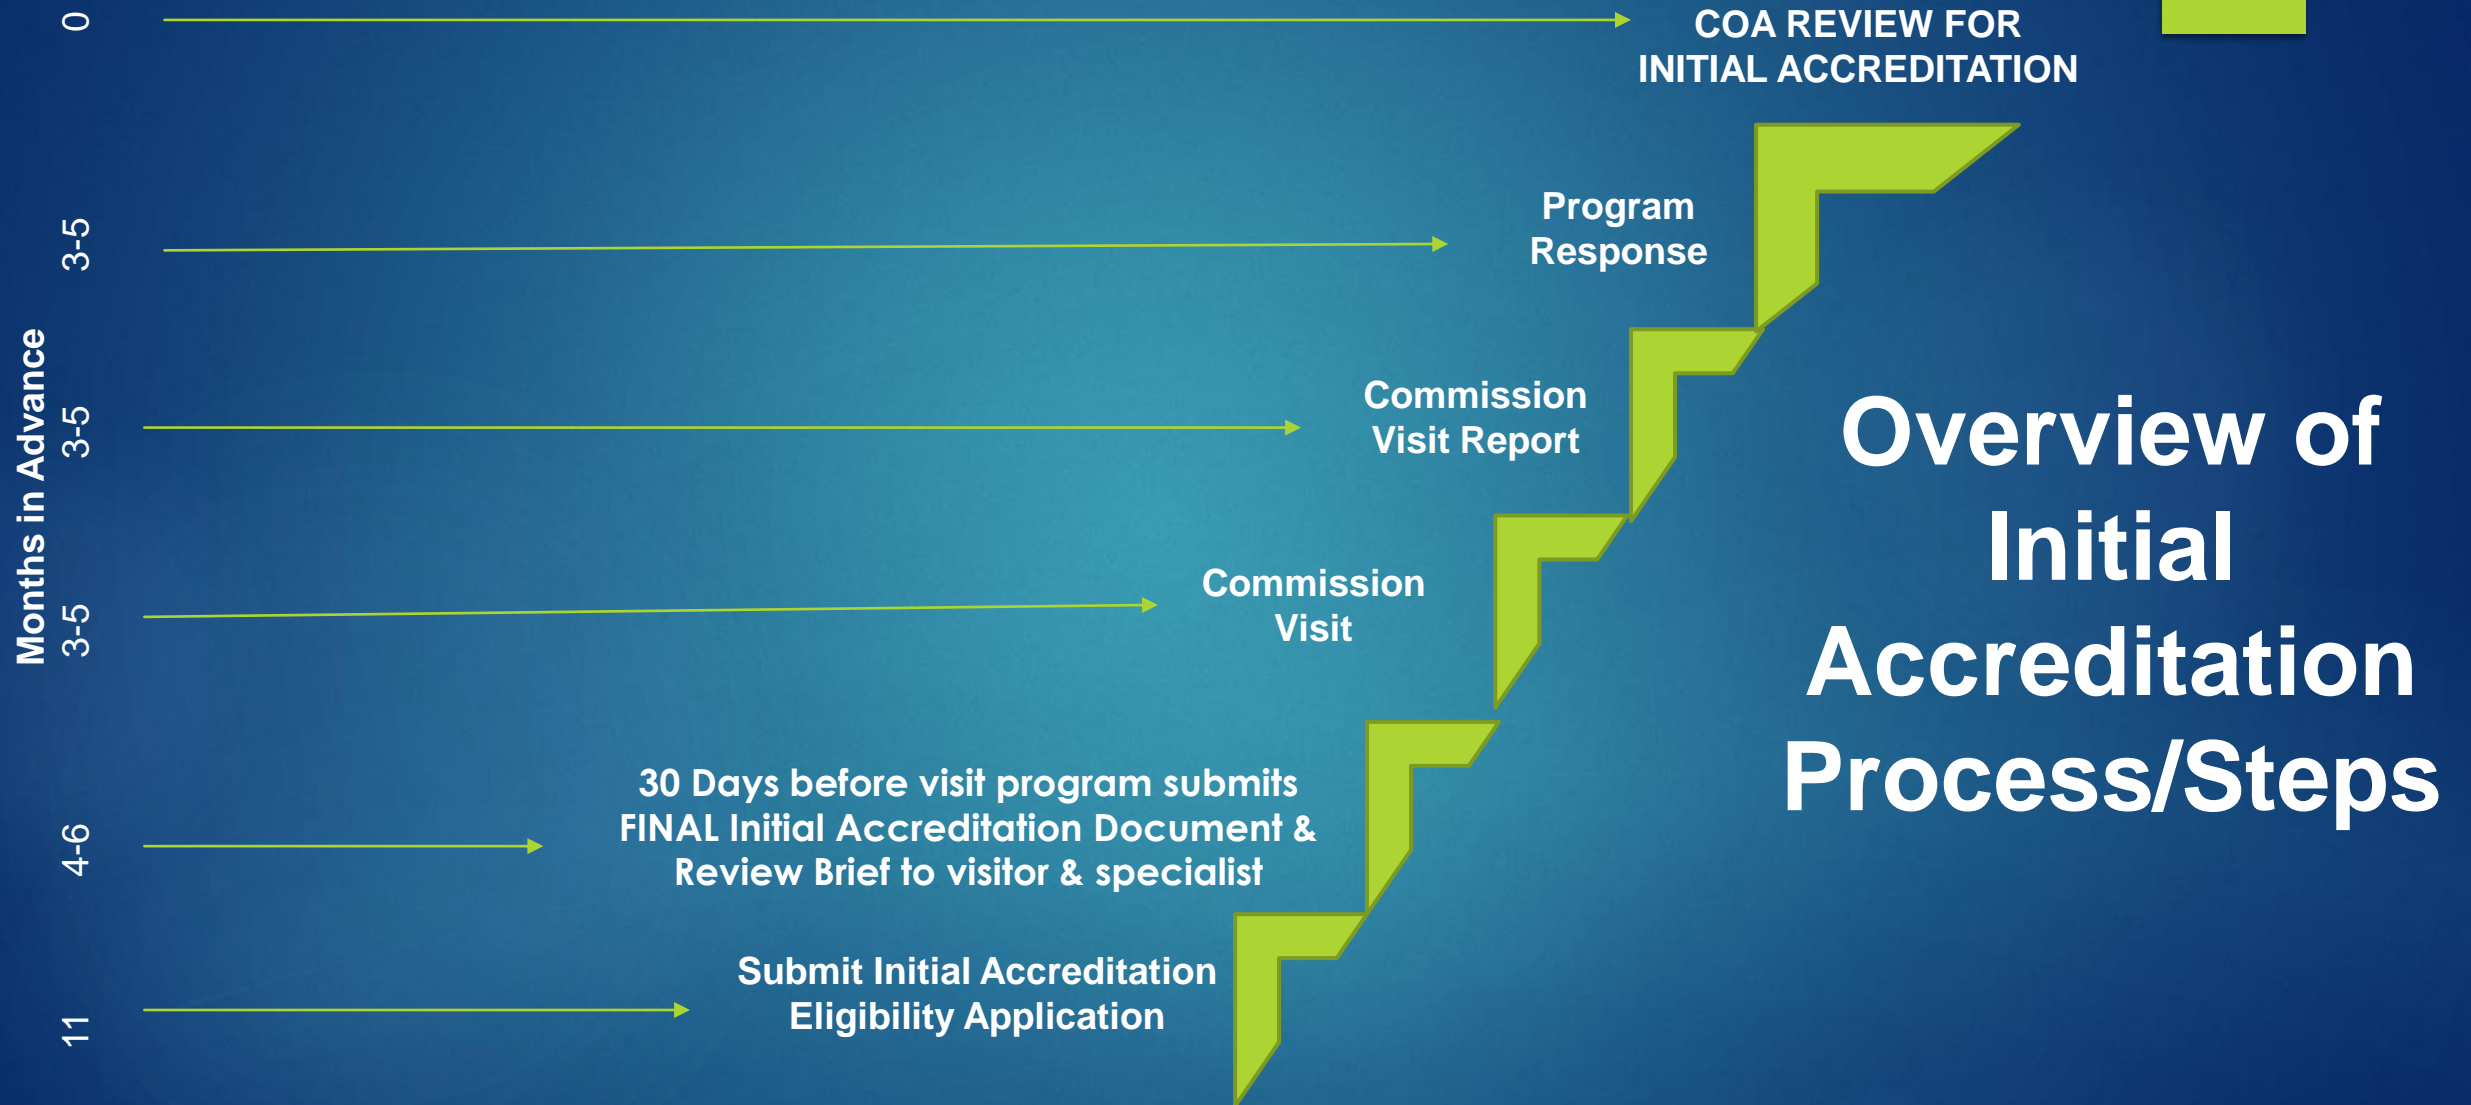 0
COA REVIEW FOR
INITIAL ACCREDITATION
3-5
Program
Response
Months in Advance
3-5
Commission
Visit Report
3-5
Commission
Visit
4-6
30 Days before visit program submits
FINAL Initial Accreditation Document &
Review Brief to visitor & specialist
11
Submit Initial Accreditation
Eligibility Application
Overview of
Initial
Accreditation
Process/Steps